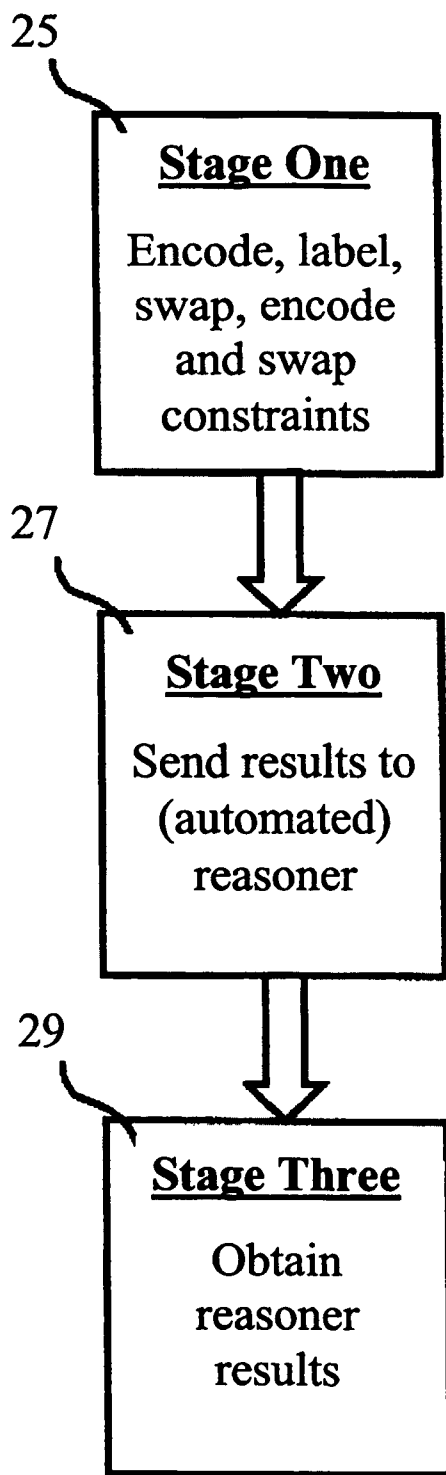 25
Stage One
Encode, label,
swap, encode
and swap
constraints
27
Stage Two
Send results to
(automated)
reasoner
29
Stage Three
Obtain
reasoner
results